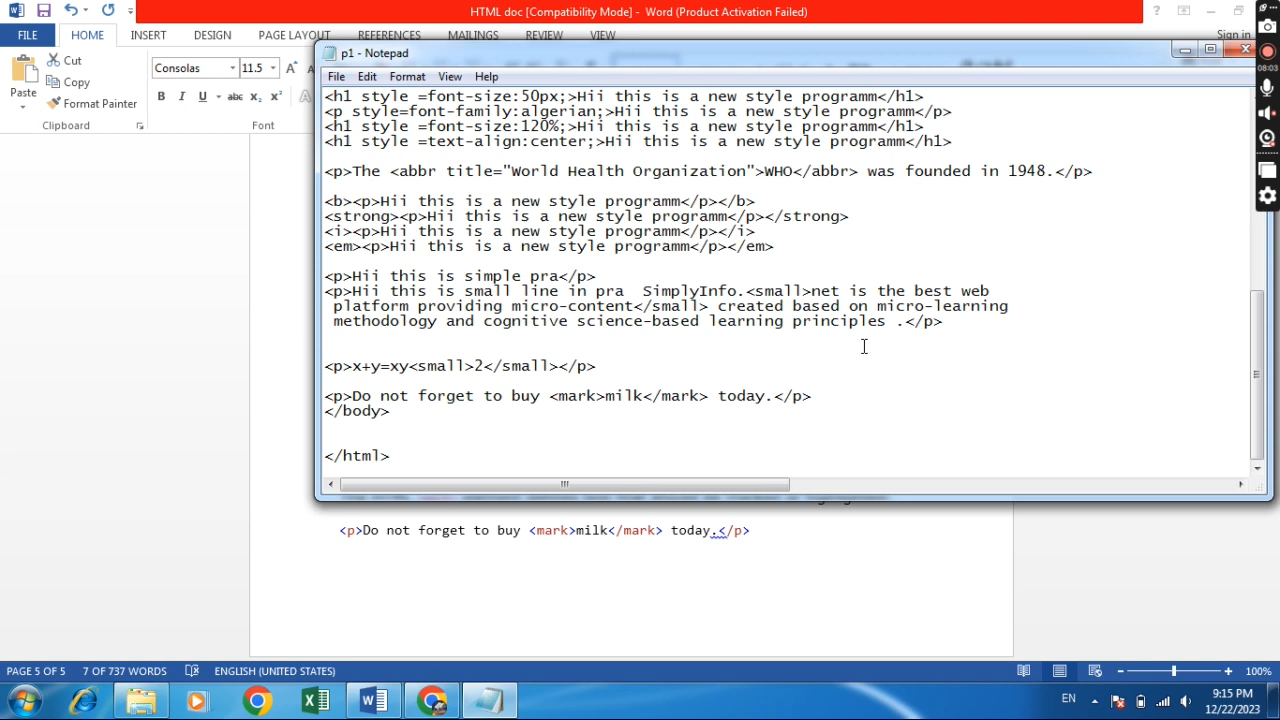 HTML doc [Compatibility Mode] - Word (Product Activation Failed)
FILE HOME INSERT DESIGN PAGE LAYOUT REFERENCES MAILINGS REVIEW VIEW Sign in
Paste
Cut
Copy
Format Painter
Clipboard
Consolas 11.5
B I U abc x₂ x² A
Font
p1 - Notepad
File Edit Format View Help
<h1 style =font-size:50px;>Hii this is a new style programm</h1>
<p style=font-family:algerian;>Hii this is a new style programm</p>
<h1 style =font-size:120%;>Hii this is a new style programm</h1>
<h1 style =text-align:center;>Hii this is a new style programm</h1>
<p>The <abbr title="World Health Organization">WHO</abbr> was founded in 1948.</p>
<b><p>Hii this is a new style programm</p></b>
<strong><p>Hii this is a new style programm</p></strong>
<i><p>Hii this is a new style programm</p></i>
<em><p>Hii this is a new style programm</p></em>
<p>Hii this is simple pra</p>
<p>Hii this is small line in pra  SimplyInfo.<small>net is the best web
platform providing micro-content</small> created based on micro-learning
methodology and cognitive science-based learning principles .</p>
<p>x+y=xy<small>2</small></p>
<p>Do not forget to buy <mark>milk</mark> today.</p>
</body>
</html>
<p>Do not forget to buy <mark>milk</mark> today.</p>
08:03
PAGE 5 OF 5 7 OF 737 WORDS ENGLISH (UNITED STATES) 100%
EN
9:15 PM
12/22/2023